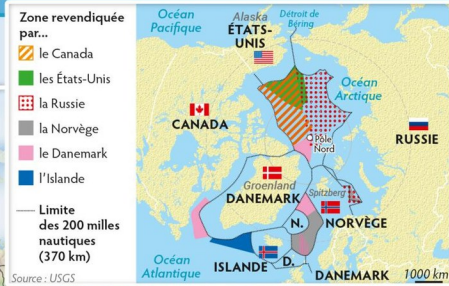 Zone revendiquée
par...
le Canada
les États-Unis
la Russie
la Norvège
le Danemark
l'Islande
Limite
des 200 milles
nautiques
(370 km)
Source : USGS
Océan
Pacifique
Alaska
ÉTATS-
UNIS
Détroit de
Béring
Océan
Arctique
CANADA
RUSSIE
Pôle
Nord
Groenland
DANEMARK
Spitzberg
NORVÈGE
N.
D.
Océan
Atlantique
ISLANDE
DANEMARK
1000 km